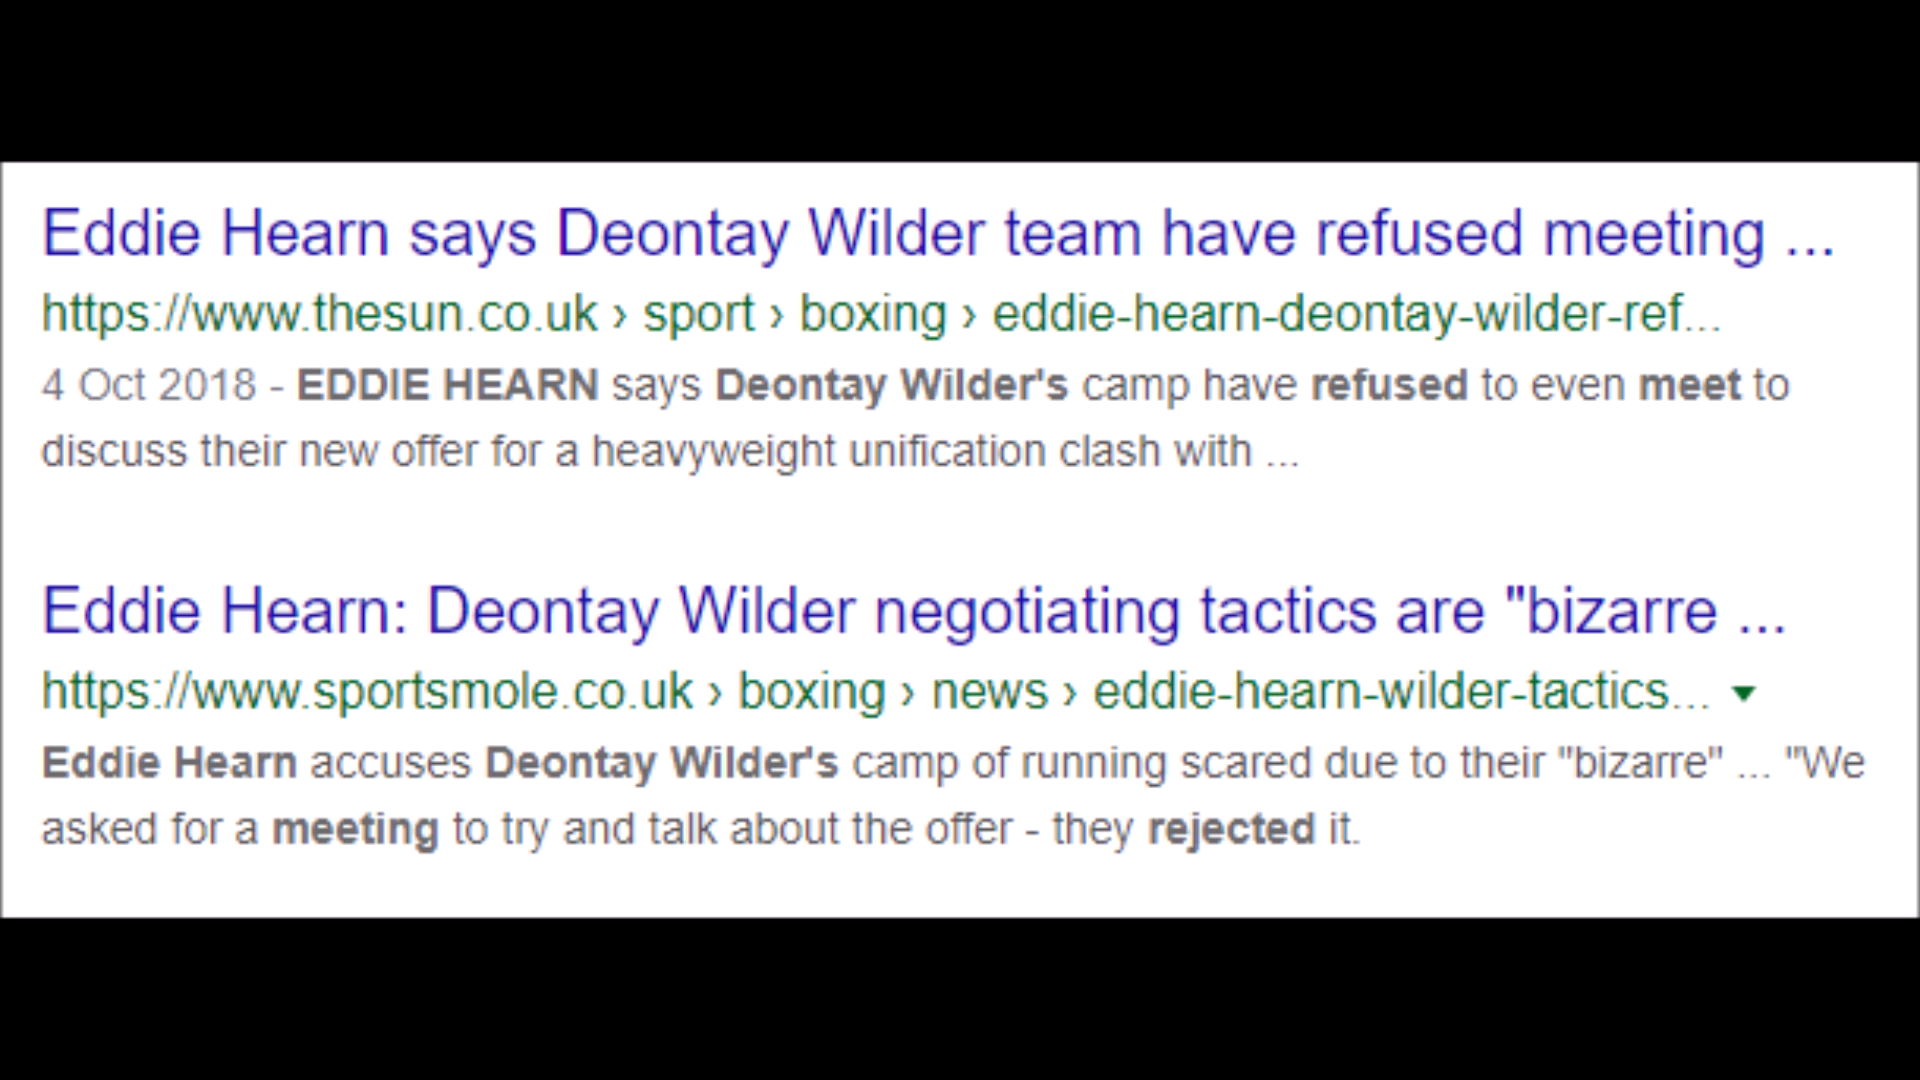 Eddie Hearn says Deontay Wilder team have refused meeting ...
https://www.thesun.co.uk › sport › boxing › eddie-hearn-deontay-wilder-ref...
4 Oct 2018 - EDDIE HEARN says Deontay Wilder's camp have refused to even meet to
discuss their new offer for a heavyweight unification clash with ...
Eddie Hearn: Deontay Wilder negotiating tactics are "bizarre ...
https://www.sportsmole.co.uk › boxing › news › eddie-hearn-wilder-tactics... ▼
Eddie Hearn accuses Deontay Wilder's camp of running scared due to their "bizarre" ... "We
asked for a meeting to try and talk about the offer - they rejected it.